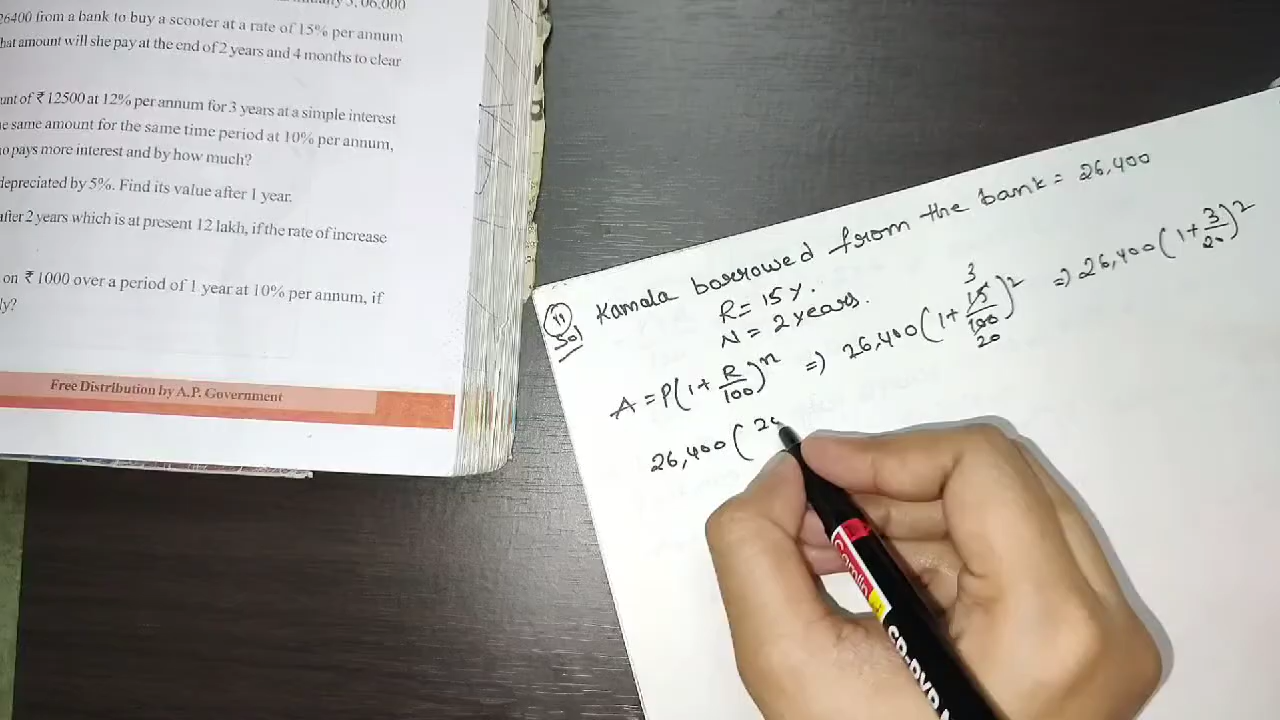 06,000
26400 from a bank to buy a scooter at a rate of 15% per annum
hat amount will she pay at the end of 2 years and 4 months to clear
unt of ₹ 12500 at 12% per annum for 3 years at a simple interest
e same amount for the same time period at 10% per annum,
o pays more interest and by how much?
depreciated by 5%. Find its value after 1 year.
after 2 years which is at present 12 lakh, if the rate of increase
on ₹ 1000 over a period of 1 year at 10% per annum, if
ly?
Free Distribution by A.P. Government
11 Sol Kamala borrowed from the bank = 26,400
R = 15 %.
N = 2 years.
A = P(1 + R/100)^n => 26,400(1 + 15/100)^2 => 26,400(1 + 3/20)^2
3
20
26,400 ( 2
Camlin